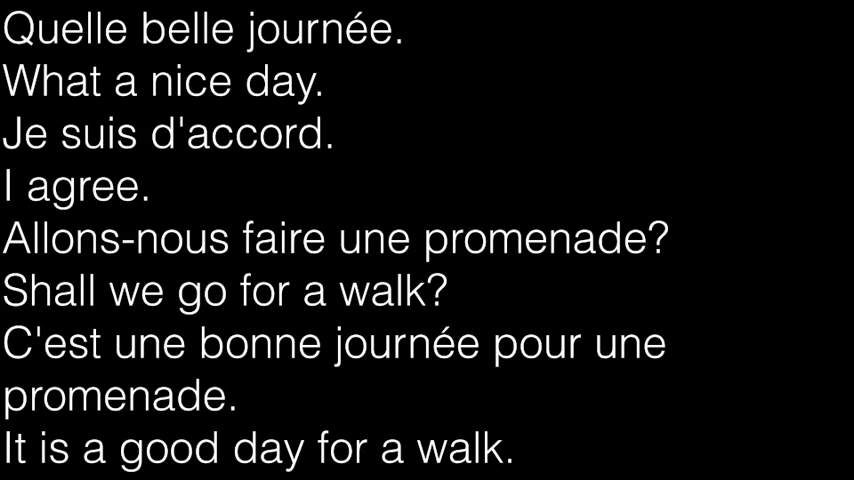 Quelle belle journée.
What a nice day.
Je suis d'accord.
I agree.
Allons-nous faire une promenade?
Shall we go for a walk?
C'est une bonne journée pour une
promenade.
It is a good day for a walk.